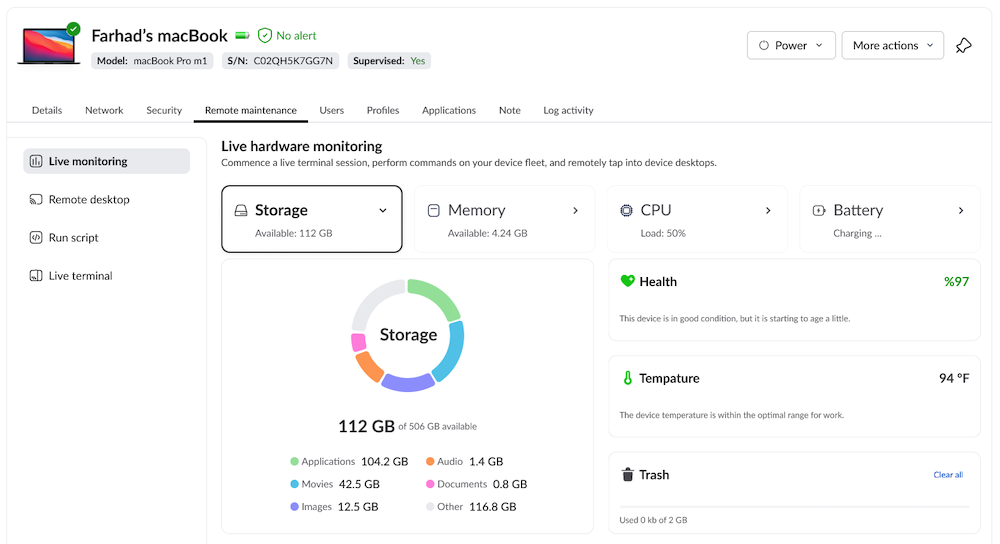 Farhad's macBook No alert
Model: macBook Pro m1 S/N: C02QH5K7GG7N Supervised: Yes
Power More actions
Details Network Security Remote maintenance Users Profiles Applications Note Log activity
Live monitoring
Remote desktop
Run script
Live terminal
Live hardware monitoring
Commence a live terminal session, perform commands on your device fleet, and remotely tap into device desktops.
Storage
Available: 112 GB
Memory
Available: 4.24 GB
CPU
Load: 50%
Battery
Charging ...
Storage
112 GB of 506 GB available
Applications 104.2 GB Audio 1.4 GB
Movies 42.5 GB Documents 0.8 GB
Images 12.5 GB Other 116.8 GB
Health %97
This device is in good condition, but it is starting to age a little.
Tempature 94 °F
The device temperature is within the optimal range for work.
Trash Clear all
Used 0 kb of 2 GB